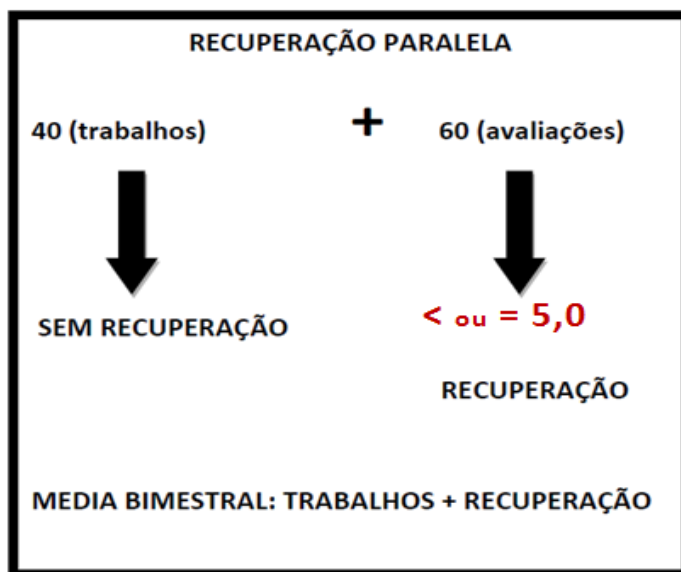 RECUPERAÇÃO PARALELA
40 (trabalhos) + 60 (avaliações)
SEM RECUPERAÇÃO
< ou = 5,0
RECUPERAÇÃO
MEDIA BIMESTRAL: TRABALHOS + RECUPERAÇÃO